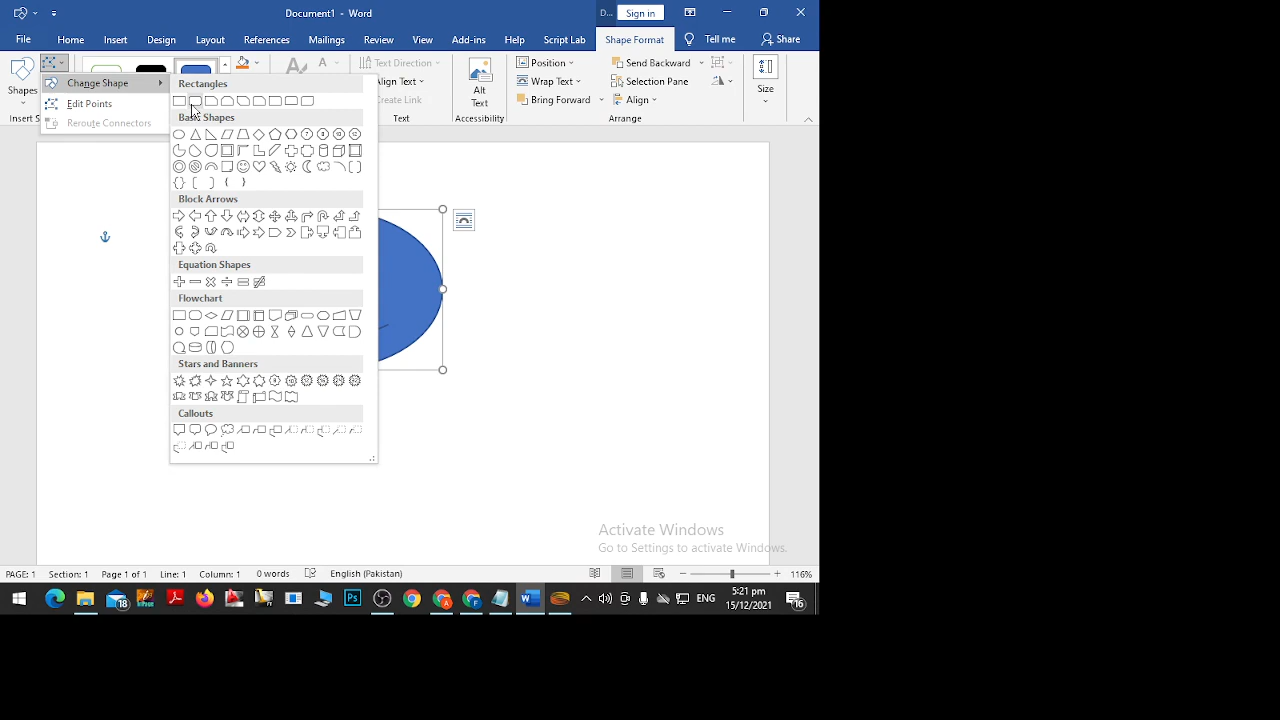 Document1 - Word
D...
Sign in
File Home Insert Design Layout References Mailings Review View Add-ins Help Script Lab Shape Format Tell me Share
Shapes
Change Shape
Edit Points
Reroute Connectors
Insert S
Rectangles
Basic Shapes
Block Arrows
Equation Shapes
Flowchart
Stars and Banners
Callouts
Text Direction
Align Text
Create Link
Text
Alt
Text
Accessibility
Position
Wrap Text
Bring Forward
Send Backward
Selection Pane
Align
Arrange
Size
Activate Windows
Go to Settings to activate Windows.
PAGE: 1 Section: 1 Page 1 of 1 Line: 1 Column: 1 0 words English (Pakistan) 116%
18
Ps
ENG
5:21 pm
15/12/2021
16